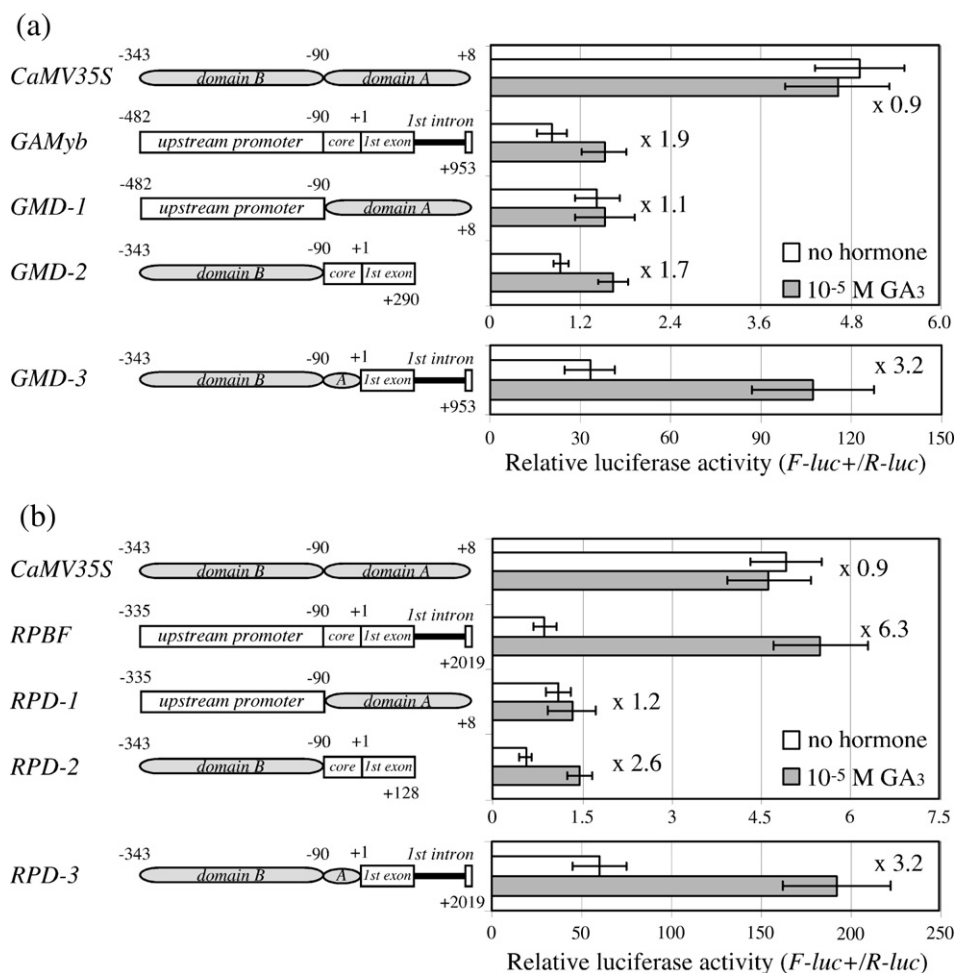 (a)
-343 -90 +8
CaMV35S domain B domain A x 0.9
-482 -90 +1 1st intron
GAMyb upstream promoter core 1st exon x 1.9
+953
-482 -90
GMD-1 upstream promoter domain A x 1.1
+8
-343 -90 +1
GMD-2 domain B core 1st exon x 1.7
+290
no hormone
10-5 M GA3
0 1.2 2.4 3.6 4.8 6.0
-343 -90 +1 1st intron
GMD-3 domain B A 1st exon x 3.2
+953
0 30 60 90 120 150
Relative luciferase activity (F-luc+/R-luc)
(b)
-343 -90 +8
CaMV35S domain B domain A x 0.9
-335 -90 +1 1st intron
RPBF upstream promoter core 1st exon x 6.3
+2019
-335 -90
RPD-1 upstream promoter domain A x 1.2
+8
-343 -90 +1
RPD-2 domain B core 1st exon x 2.6
+128
no hormone
10-5 M GA3
0 1.5 3 4.5 6 7.5
-343 -90 +1 1st intron
RPD-3 domain B A 1st exon x 3.2
+2019
0 50 100 150 200 250
Relative luciferase activity (F-luc+/R-luc)